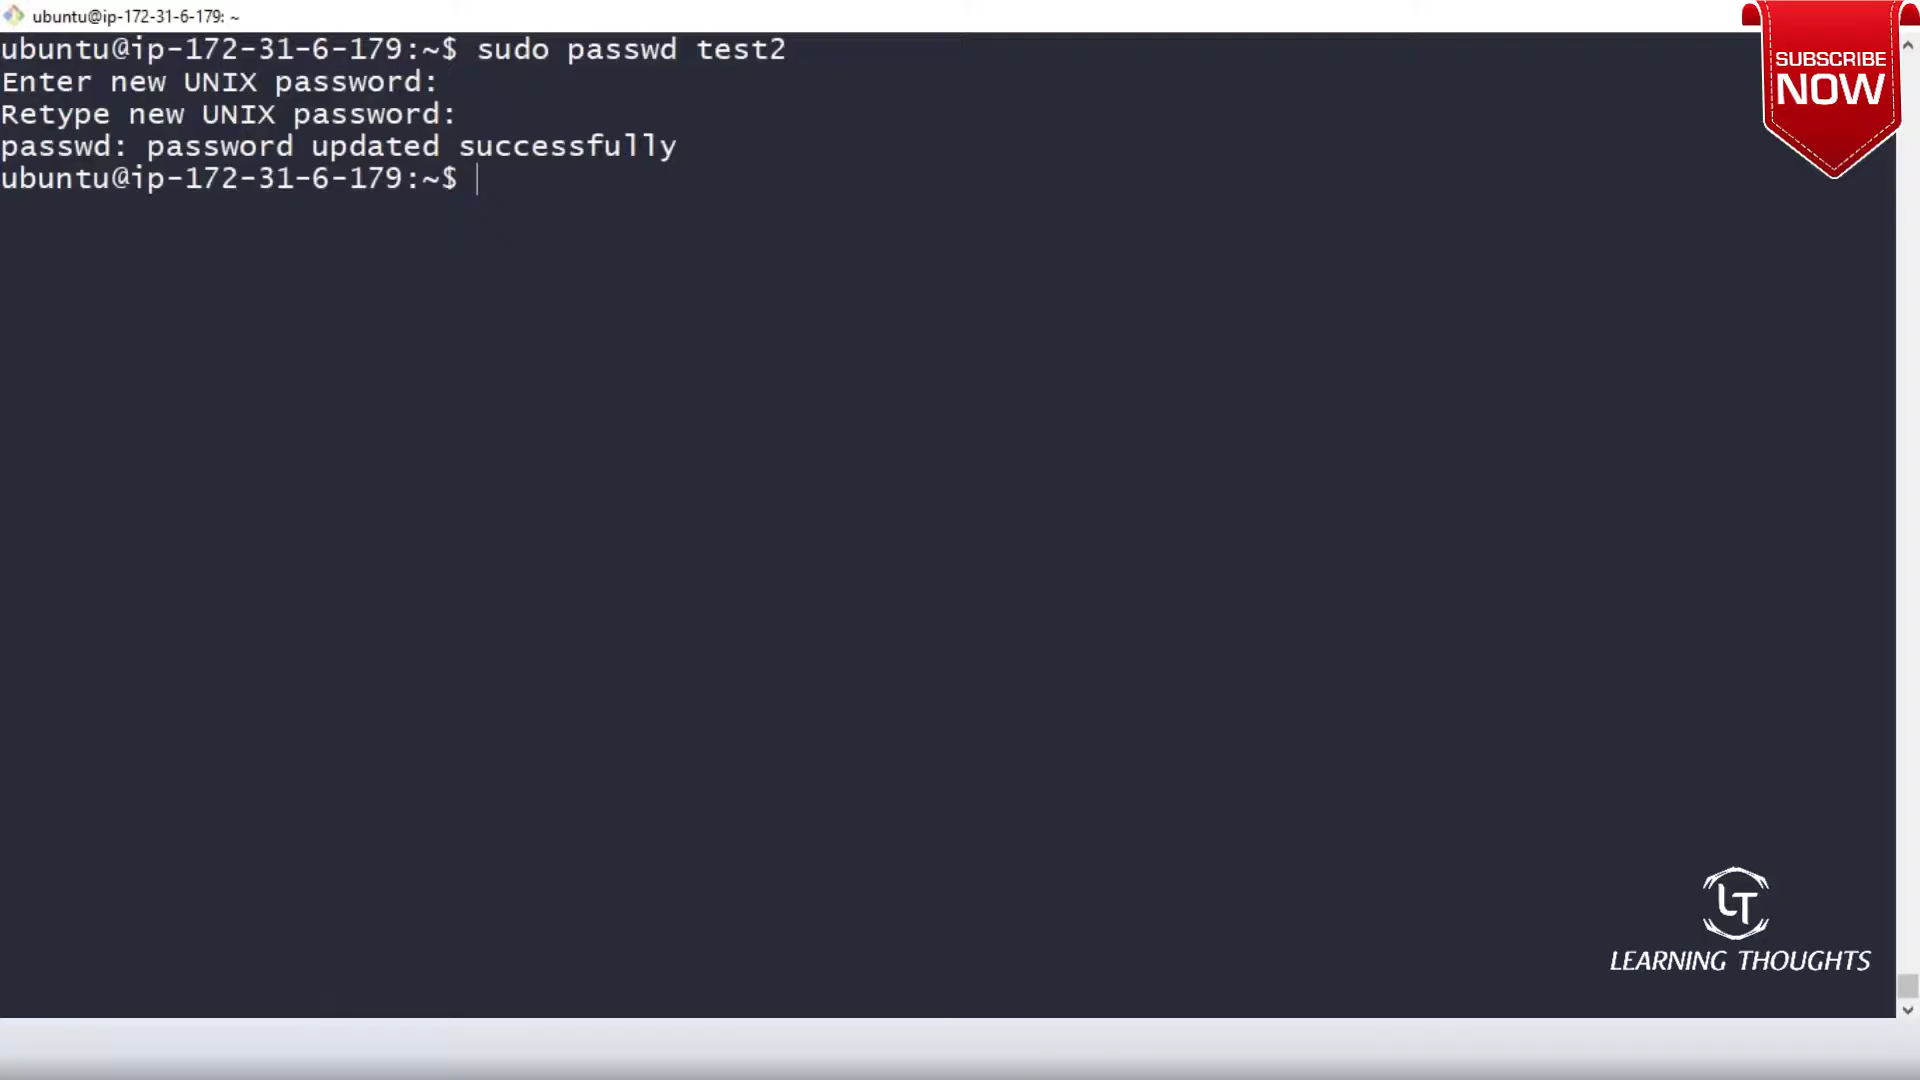 ubuntu@ip-172-31-6-179: ~
ubuntu@ip-172-31-6-179:~$ sudo passwd test2
Enter new UNIX password:
Retype new UNIX password:
passwd: password updated successfully
ubuntu@ip-172-31-6-179:~$
SUBSCRIBE
NOW
LT
LEARNING THOUGHTS